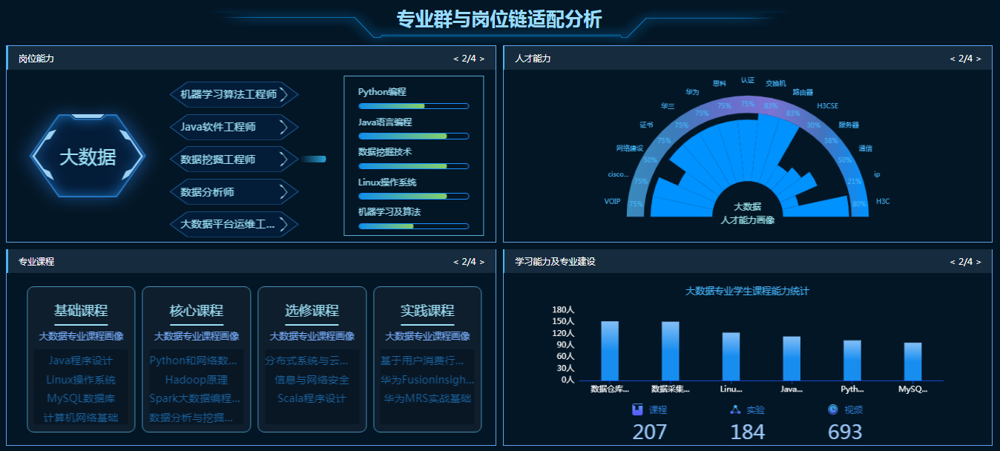 专业群与岗位链适配分析
岗位能力
< 2/4 >
大数据
机器学习算法工程师
Java软件工程师
数据挖掘工程师
数据分析师
大数据平台运维工...
Python编程
Java语言编程
数据挖掘技术
Linux操作系统
机器学习及算法
人才能力
< 2/4 >
VOIP
cisco...
网络建设
证书
华三
华为
思科
认证
交换机
路由器
H3CSE
服务器
通信
ip
H3C
75%
75%
50%
75%
75%
75%
75%
75%
83%
83%
30%
38%
50%
21%
80%
大数据
人才能力画像
专业课程
< 2/4 >
基础课程
大数据专业课程画像
Java程序设计
Linux操作系统
MySQL数据库
计算机网络基础
核心课程
大数据专业课程画像
Python和网络数...
Hadoop原理
Spark大数据编程...
数据分析与挖掘...
选修课程
大数据专业课程画像
分布式系统与云...
信息与网络安全
Scala程序设计
实践课程
大数据专业课程画像
基于用户消费行...
华为Fusioninsigh...
华为MRS实战基础
学习能力及专业建设
< 2/4 >
大数据专业学生课程能力统计
180人
150人
120人
90人
60人
30人
0人
数据仓库...
数据采集...
Linu...
Java...
Pyth...
MySQ...
课程
207
实验
184
视频
693